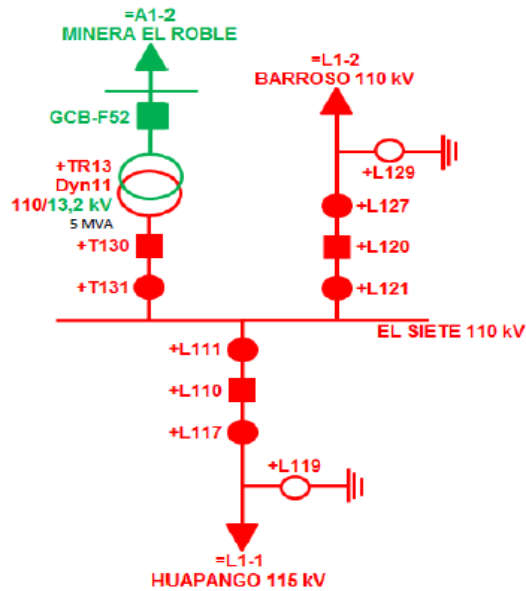 =A1-2
MINERA EL ROBLE
GCB-F52
+TR13
Dyn11
110/13,2 kV
5 MVA
+T130
+T131
=L1-2
BARROSO 110 kV
+L129
+L127
+L120
+L121
EL SIETE 110 kV
+L111
+L110
+L117
+L119
=L1-1
HUAPANGO 115 kV